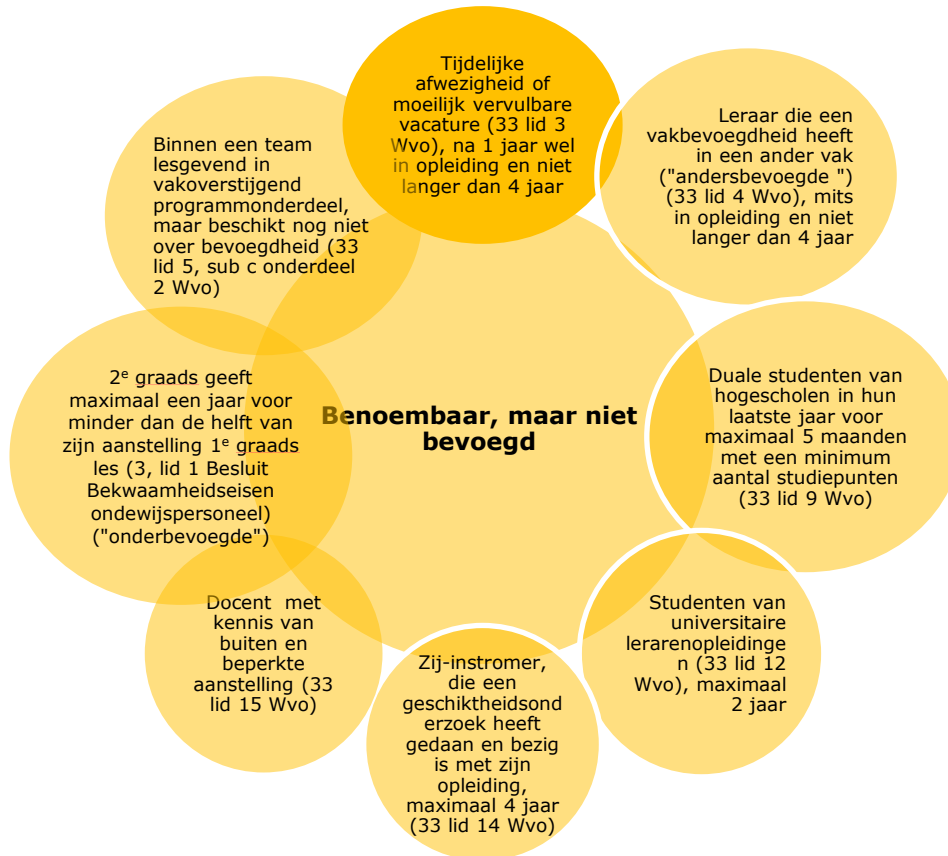 Tijdelijke
afwezigheid of
moeilijk vervulbare
vacature (33 lid 3
Wvo), na 1 jaar wel
in opleiding en niet
langer dan 4 jaar
Leraar die een
vakbevoegdheid heeft
in een ander vak
("andersbevoegde ")
(33 lid 4 Wvo), mits
in opleiding en niet
langer dan 4 jaar
Duale studenten van
hogescholen in hun
laatste jaar voor
maximaal 5 maanden
met een minimum
aantal studiepunten
(33 lid 9 Wvo)
Studenten van
universitaire
lerarenopleidinge
n (33 lid 12
Wvo), maximaal
2 jaar
Zij-instromer,
die een
geschiktheidsond
erzoek heeft
gedaan en bezig
is met zijn
opleiding,
maximaal 4 jaar
(33 lid 14 Wvo)
Docent met
kennis van
buiten en
beperkte
aanstelling (33
lid 15 Wvo)
2e graads geeft
maximaal een jaar voor
minder dan de helft van
zijn aanstelling 1e graads
les (3, lid 1 Besluit
Bekwaamheidseisen
ondewijspersoneel)
("onderbevoegde")
Binnen een team
lesgevend in
vakoverstijgend
programmonderdeel,
maar beschikt nog niet
over bevoegdheid (33
lid 5, sub c onderdeel
2 Wvo)
Benoembaar, maar niet
bevoegd